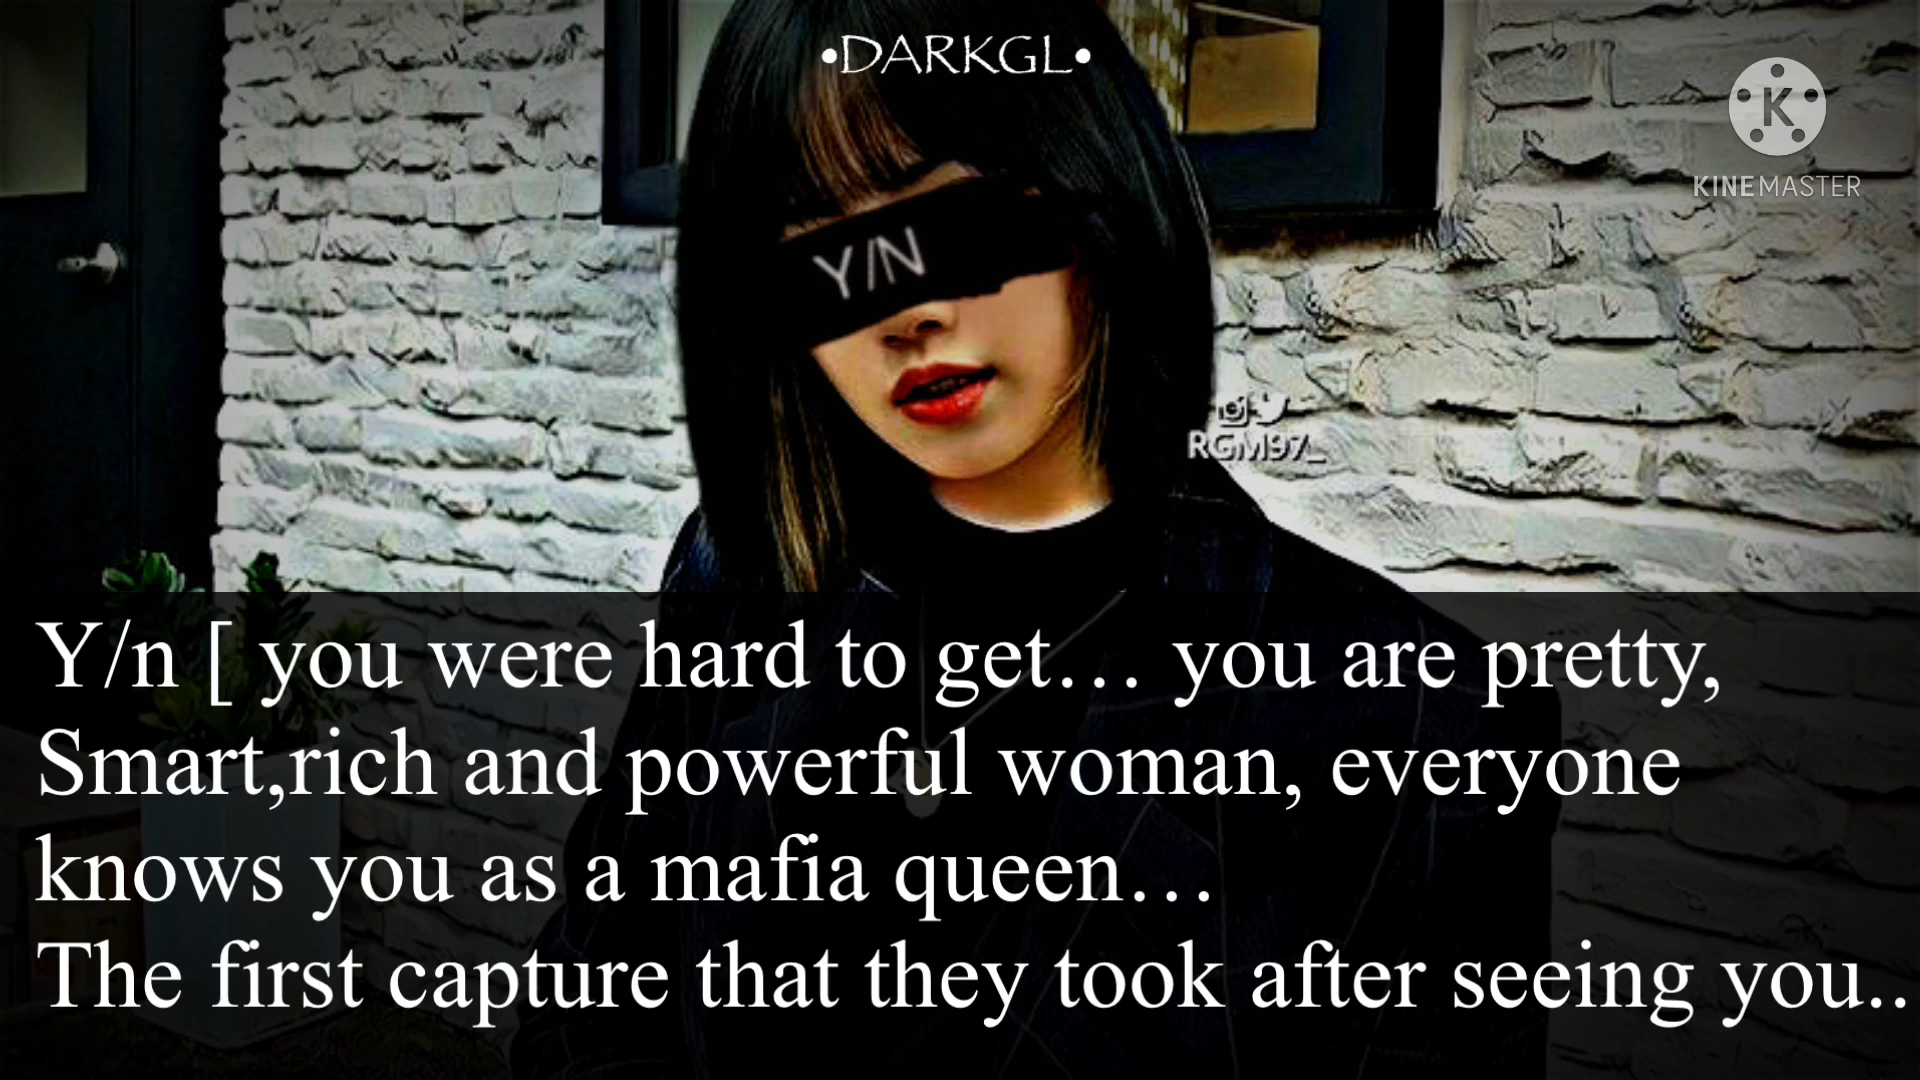 •DARKGL•
KINEMASTER
Y/N
RGM97_
Y/n [ you were hard to get… you are pretty,
Smart,rich and powerful woman, everyone
knows you as a mafia queen…
The first capture that they took after seeing you..